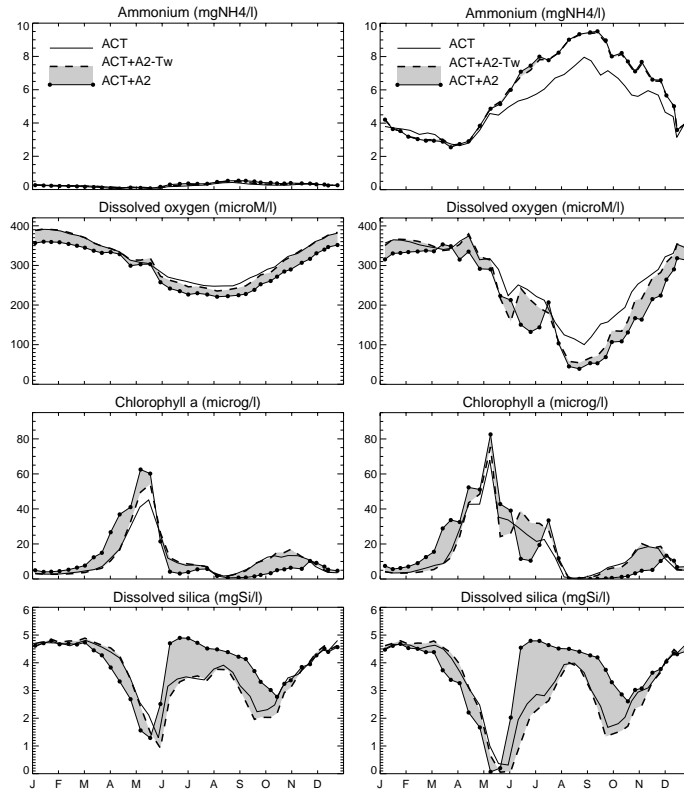 Ammonium (mgNH4/l)
ACT
ACT+A2-Tw
ACT+A2
10
8
6
4
2
0
Ammonium (mgNH4/l)
ACT
ACT+A2-Tw
ACT+A2
10
8
6
4
2
0
Dissolved oxygen (microM/l)
400
300
200
100
0
Dissolved oxygen (microM/l)
400
300
200
100
0
Chlorophyll a (microg/l)
80
60
40
20
0
Chlorophyll a (microg/l)
80
60
40
20
0
Dissolved silica (mgSi/l)
6
5
4
3
2
1
0
J F M A M J J A S O N D
Dissolved silica (mgSi/l)
6
5
4
3
2
1
0
J F M A M J J A S O N D